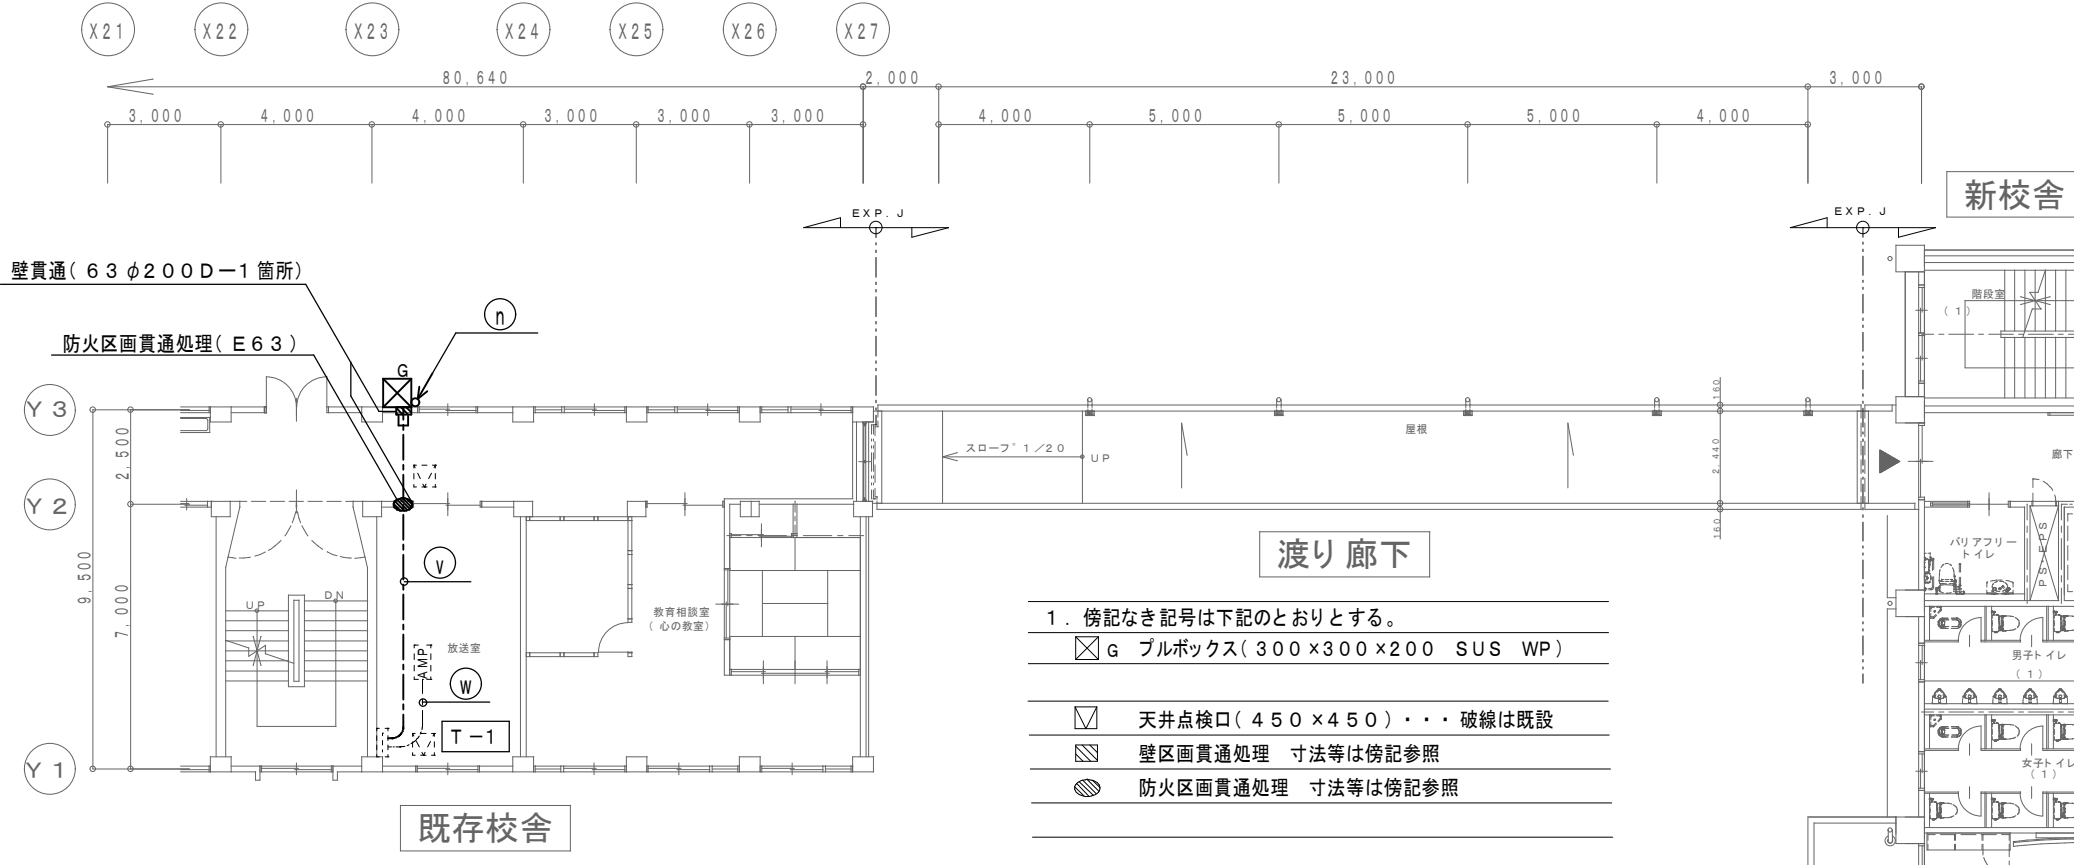 X21 X22 X23 X24 X25 X26 X27
80,640 2,000 23,000 3,000
3,000 4,000 4,000 3,000 3,000 3,000 4,000 5,000 5,000 5,000 4,000
新校舎
EXP.J EXP.J
壁貫通(63φ200D-1箇所)
階段室
(1)
n
防火区画貫通処理(E63)
G
Y3
160
2,500
スロープ 1/20
UP
屋根
2,440
廊下
Y2
160
渡り廊下
バリアフリー
トイレ
PS・EPS
V
9,500
7,000
UP
DN
教育相談室
(心の教室)
放送室
AMP
W
T-1
1.傍記なき記号は下記のとおりとする。
G プルボックス(300×300×200 SUS WP)
天井点検口(450×450)・・・破線は既設
壁区画貫通処理 寸法等は傍記参照
防火区画貫通処理 寸法等は傍記参照
男子トイレ
(1)
女子トイレ
(1)
Y1
既存校舎